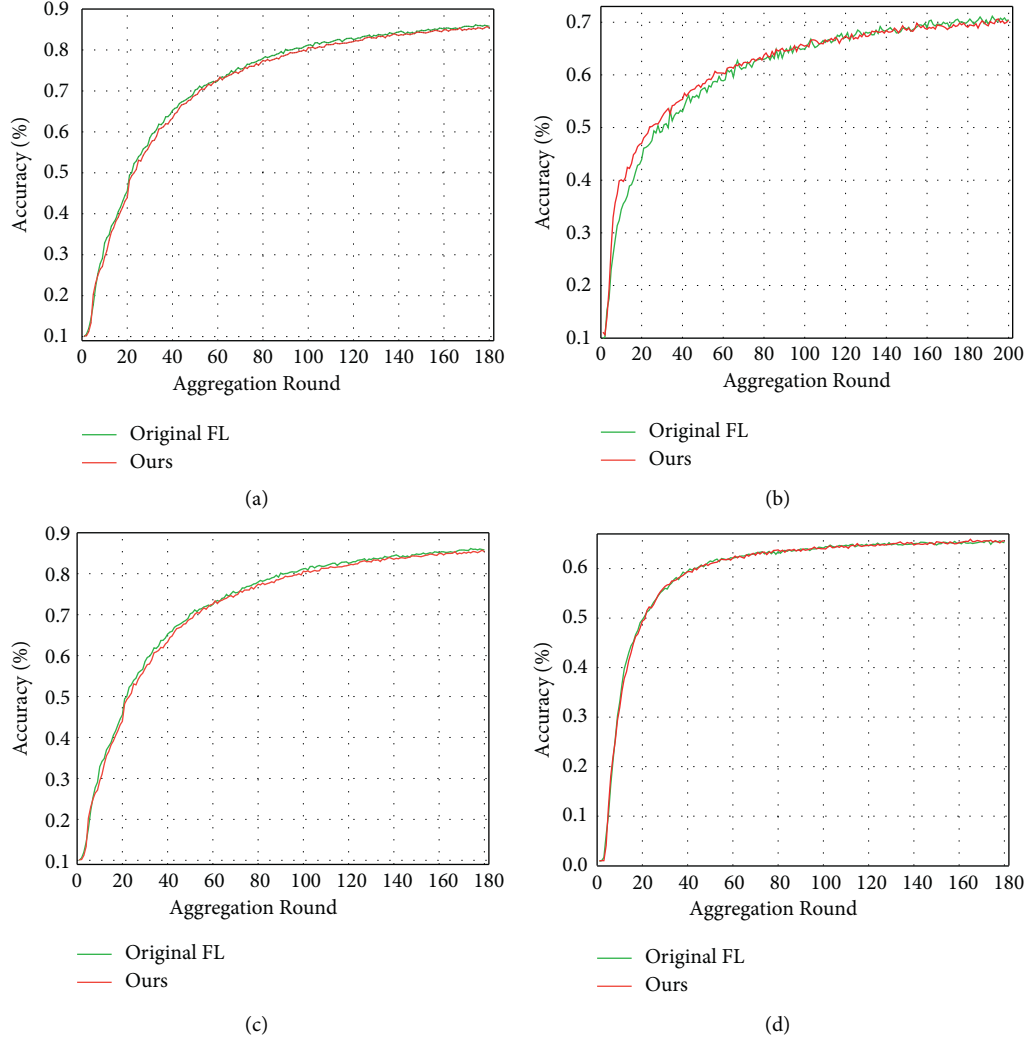 0.9
0.8
0.7
0.6
0.5
0.4
0.3
0.2
0.1
Accuracy (%)
0 20 40 60 80 100 120 140 160 180
Aggregation Round
Original FL
Ours
(a)
0.7
0.6
0.5
0.4
0.3
0.2
0.1
Accuracy (%)
0 20 40 60 80 100 120 140 160 180 200
Aggregation Round
Original FL
Ours
(b)
0.9
0.8
0.7
0.6
0.5
0.4
0.3
0.2
0.1
Accuracy (%)
0 20 40 60 80 100 120 140 160 180
Aggregation Round
Original FL
Ours
(c)
0.6
0.5
0.4
0.3
0.2
0.1
0.0
Accuracy (%)
0 20 40 60 80 100 120 140 160 180
Aggregation Round
Original FL
Ours
(d)